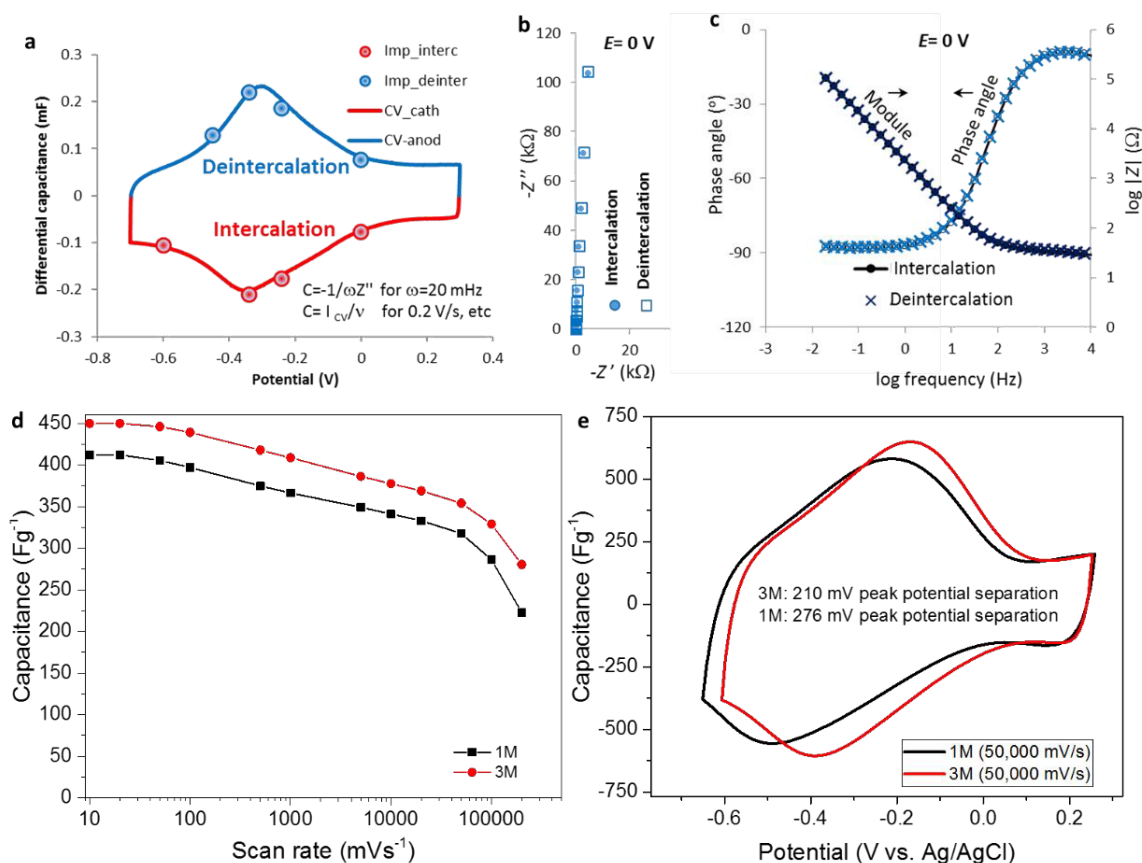 a
Imp_interc
Imp_deinter
CV_cath
CV-anod
Deintercalation
Intercalation
C=-1/ωZ'' for ω=20 mHz
C= I CV/ν for 0.2 V/s, etc
Differential capacitance (mF)
0.3
0.2
0.1
0
-0.1
-0.2
-0.3
-0.8
-0.6
-0.4
-0.2
0
0.2
0.4
Potential (V)
b
E= 0 V
-Z'' (kΩ)
120
100
80
60
40
20
0
Intercalation
Deintercalation
0
20
-Z' (kΩ)
c
E= 0 V
Phase angle (°)
0
-30
-60
-90
-120
Module
Phase angle
Intercalation
Deintercalation
log |Z| (Ω)
6
5
4
3
2
1
0
-3
-2
-1
0
1
2
3
4
log frequency (Hz)
d
Capacitance (Fg-1)
450
400
350
300
250
200
150
100
50
0
1M
3M
10
100
1000
10000
100000
Scan rate (mVs-1)
e
Capacitance (Fg-1)
750
500
250
0
-250
-500
-750
3M: 210 mV peak potential separation
1M: 276 mV peak potential separation
1M (50,000 mV/s)
3M (50,000 mV/s)
-0.6
-0.4
-0.2
0.0
0.2
Potential (V vs. Ag/AgCl)